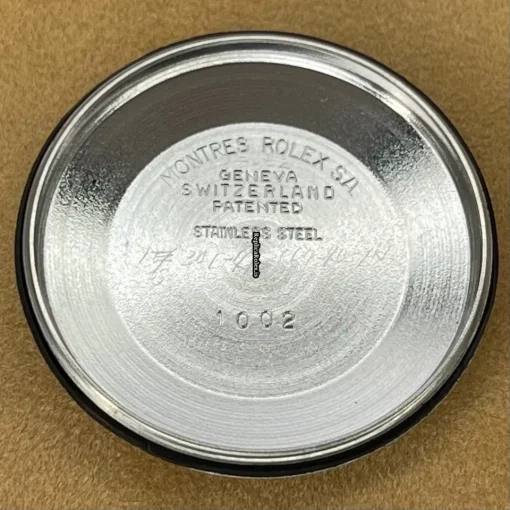 MONTRES ROLEX S.A.
GENEVA
SWITZERLAND
PATENTED
STAINLESS STEEL
1002